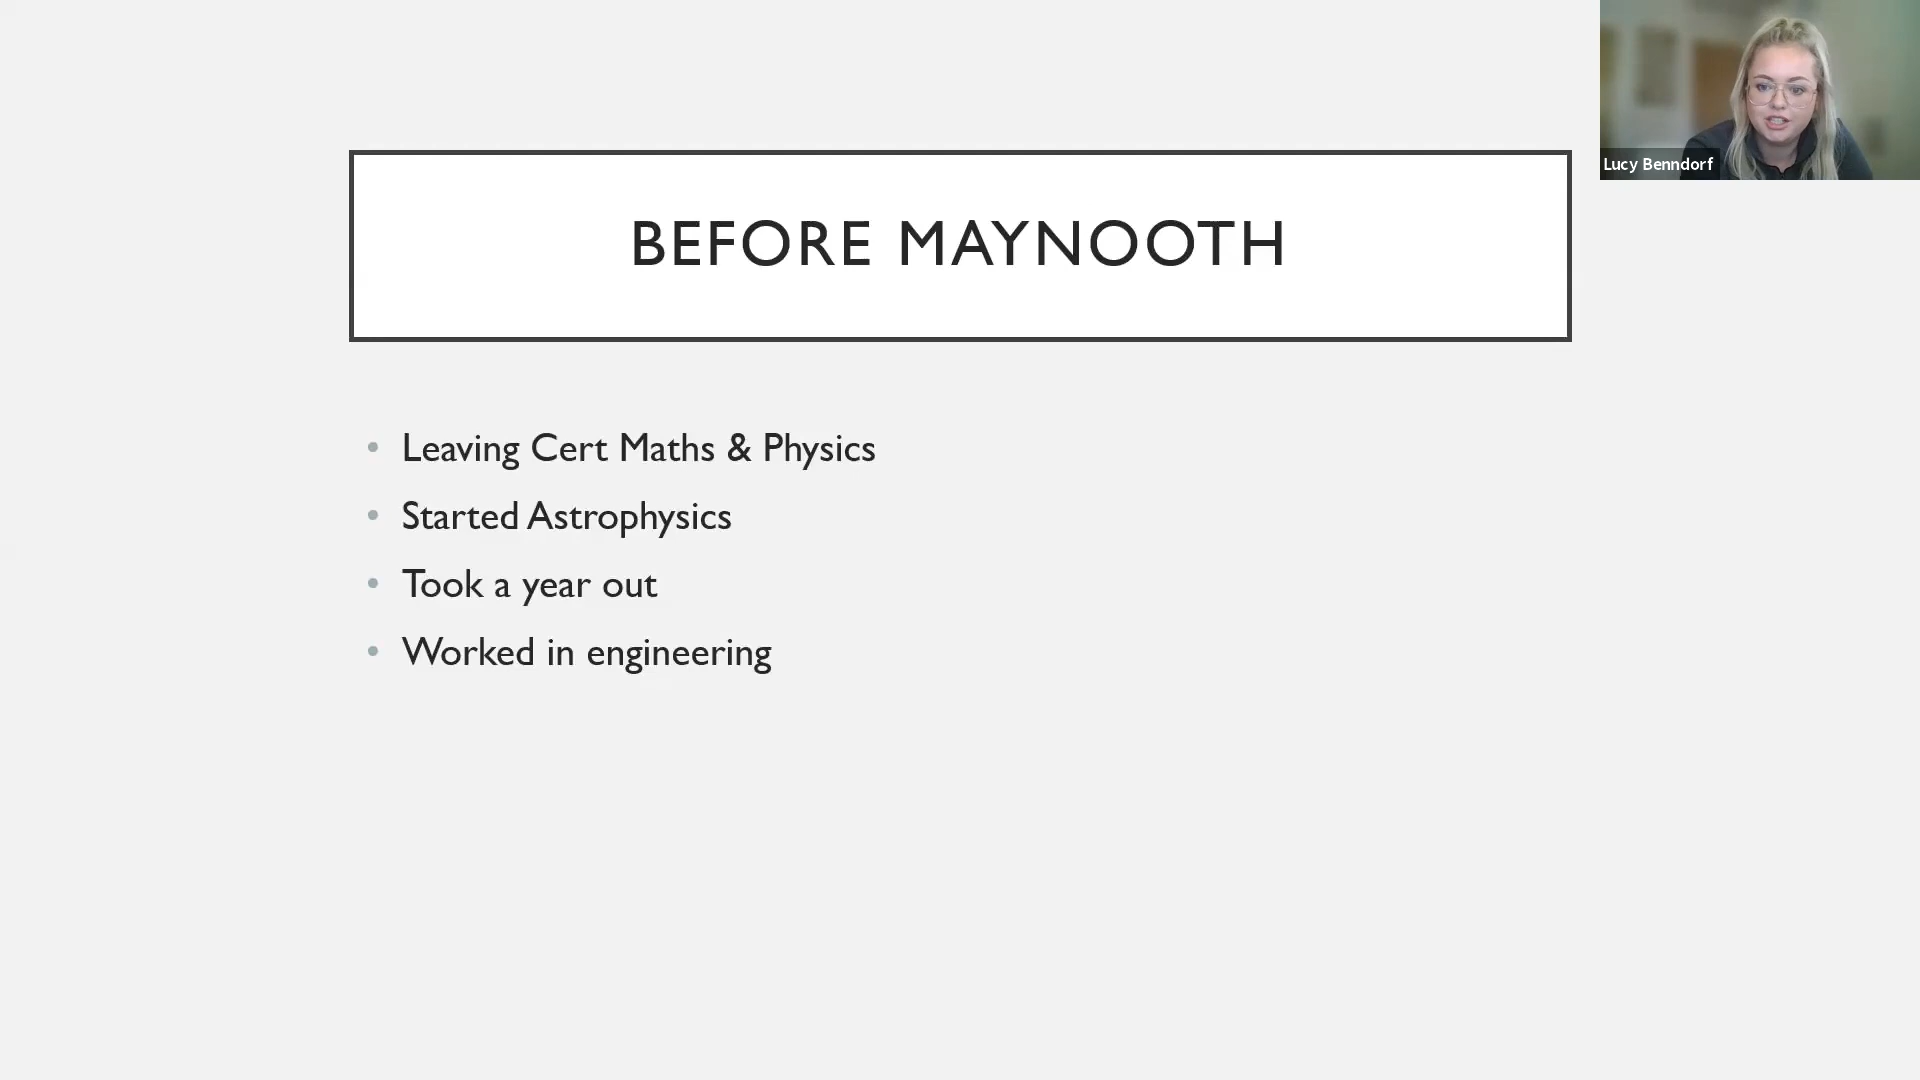 BEFORE MAYNOOTH
Lucy Benndorf
• Leaving Cert Maths & Physics
• Started Astrophysics
• Took a year out
• Worked in engineering